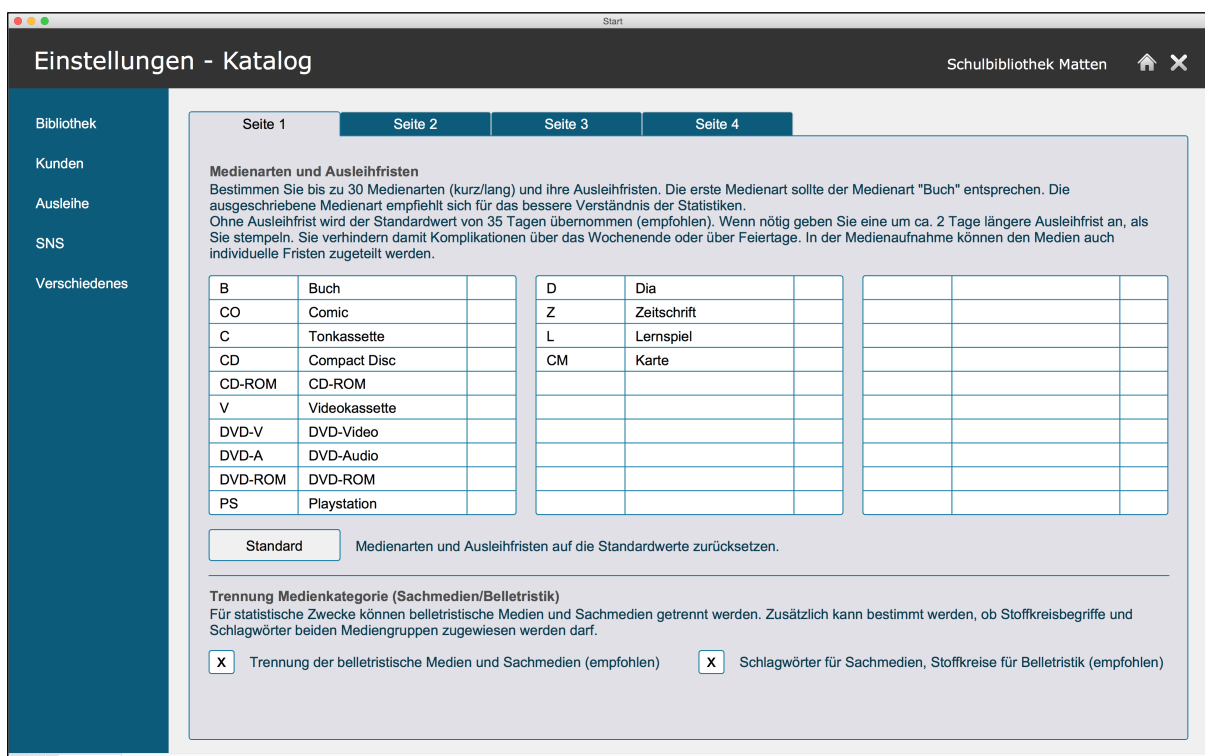 Start
Einstellungen - Katalog
Schulbibliothek Matten
Bibliothek
Kunden
Ausleihe
SNS
Verschiedenes
Seite 1 Seite 2 Seite 3 Seite 4
Medienarten und Ausleihfristen
Bestimmen Sie bis zu 30 Medienarten (kurz/lang) und ihre Ausleihfristen. Die erste Medienart sollte der Medienart "Buch" entsprechen. Die
ausgeschriebene Medienart empfiehlt sich für das bessere Verständnis der Statistiken.
Ohne Ausleihfrist wird der Standardwert von 35 Tagen übernommen (empfohlen). Wenn nötig geben Sie eine um ca. 2 Tage längere Ausleihfrist an, als
Sie stempeln. Sie verhindern damit Komplikationen über das Wochenende oder über Feiertage. In der Medienaufnahme können den Medien auch
individuelle Fristen zugeteilt werden.
B Buch
CO Comic
C Tonkassette
CD Compact Disc
CD-ROM CD-ROM
V Videokassette
DVD-V DVD-Video
DVD-A DVD-Audio
DVD-ROM DVD-ROM
PS Playstation
D Dia
Z Zeitschrift
L Lernspiel
CM Karte
Standard Medienarten und Ausleihfristen auf die Standardwerte zurücksetzen.
Trennung Medienkategorie (Sachmedien/Belletristik)
Für statistische Zwecke können belletristische Medien und Sachmedien getrennt werden. Zusätzlich kann bestimmt werden, ob Stoffkreisbegriffe und
Schlagwörter beiden Mediengruppen zugewiesen werden darf.
X Trennung der belletristische Medien und Sachmedien (empfohlen) X Schlagwörter für Sachmedien, Stoffkreise für Belletristik (empfohlen)